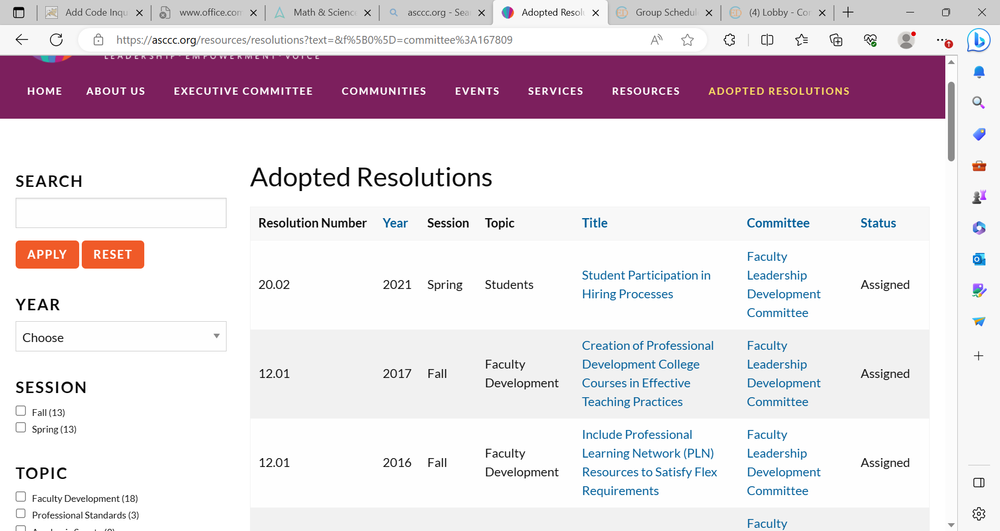 Add Code Inqu
www.office.com
Math & Science
asccc.org - Sea
Adopted Resolu
Group Schedul
(4) Lobby - Co
https://asccc.org/resources/resolutions?text=&f%5B0%5D=committee%3A167809
LEADERSHIP · EMPOWERMENT · VOICE
HOME ABOUT US EXECUTIVE COMMITTEE COMMUNITIES EVENTS SERVICES RESOURCES ADOPTED RESOLUTIONS
SEARCH
APPLY RESET
YEAR
Choose
SESSION
Fall (13)
Spring (13)
TOPIC
Faculty Development (18)
Professional Standards (3)
Adopted Resolutions
Resolution Number Year Session Topic Title Committee Status
20.02 2021 Spring Students
Student Participation in
Hiring Processes
Faculty
Leadership
Development
Committee
Assigned
12.01 2017 Fall
Faculty
Development
Creation of Professional
Development College
Courses in Effective
Teaching Practices
Faculty
Leadership
Development
Committee
Assigned
12.01 2016 Fall
Faculty
Development
Include Professional
Learning Network (PLN)
Resources to Satisfy Flex
Requirements
Faculty
Leadership
Development
Committee
Assigned
Faculty